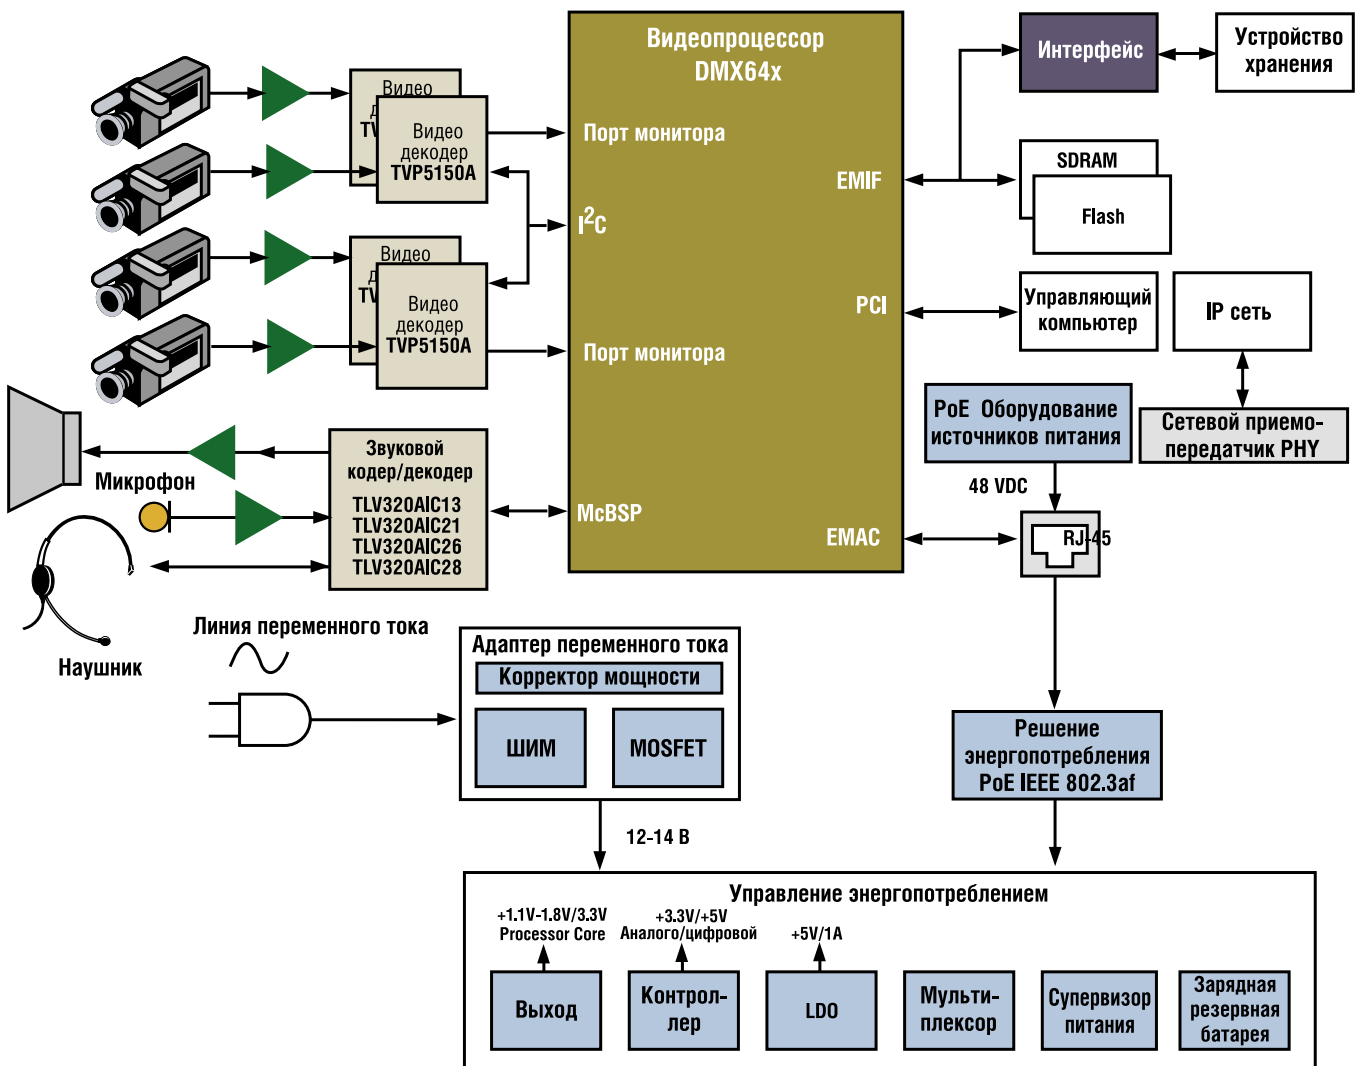 Видеопроцессор
DMX64x
Интерфейс
Устройство
хранения
Видео
д
TV
Видео
декодер
TVP5150A
Порт монитора
EMIF
SDRAM
Flash
I²C
Видео
д
TV
Видео
декодер
TVP5150A
Порт монитора
PCI
Управляющий
компьютер
IP сеть
PoE Оборудование
источников питания
Сетевой приемо-
передатчик PHY
48 VDC
Звуковой
кодер/декодер
TLV320AIC13
TLV320AIC21
TLV320AIC26
TLV320AIC28
Микрофон
McBSP
EMAC
RJ-45
Наушник
Линия переменного тока
Адаптер переменного тока
Корректор мощности
ШИМ
MOSFET
Решение
энергопотребления
PoE IEEE 802.3af
12-14 В
Управление энергопотреблением
+1.1V-1.8V/3.3V
Processor Core
+3.3V/+5V
Аналого/цифровой
+5V/1A
Выход
Контрол-
лер
LDO
Мульти-
плексор
Супервизор
питания
Зарядная
резервная
батарея